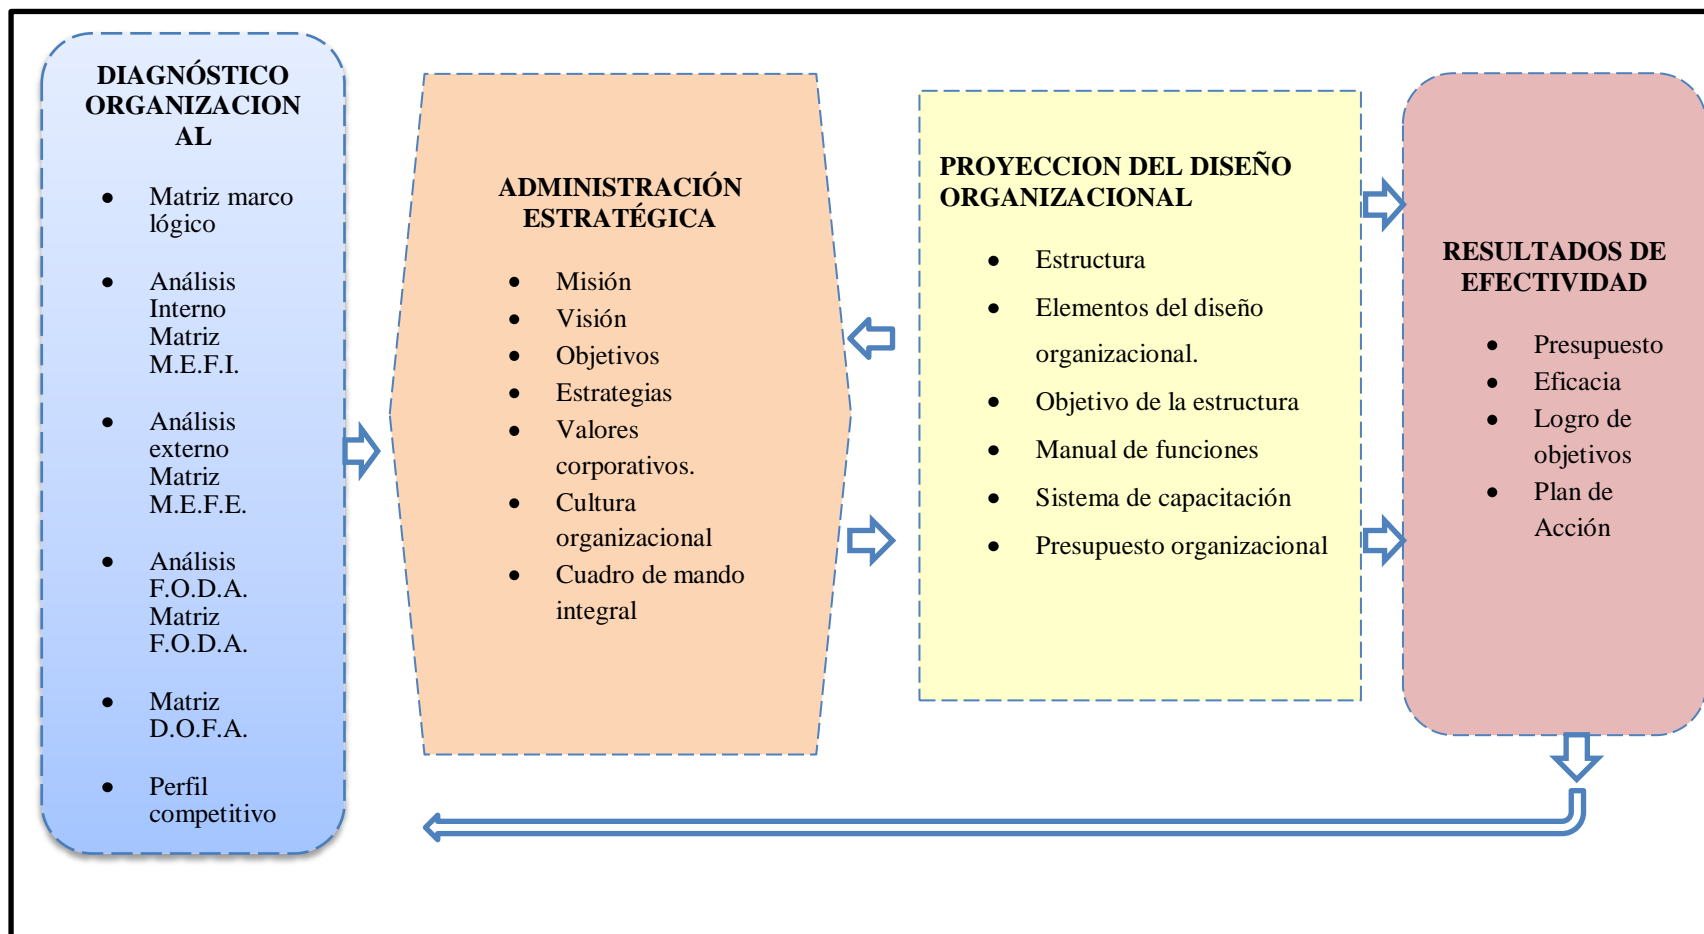 DIAGNÓSTICO
ORGANIZACION
AL
• Matriz marco
lógico
• Análisis
Interno
Matriz
M.E.F.I.
• Análisis
externo
Matriz
M.E.F.E.
• Análisis
F.O.D.A.
Matriz
F.O.D.A.
• Matriz
D.O.F.A.
• Perfil
competitivo
ADMINISTRACIÓN
ESTRATÉGICA
• Misión
• Visión
• Objetivos
• Estrategias
• Valores
corporativos.
• Cultura
organizacional
• Cuadro de mando
integral
PROYECCION DEL DISEÑO
ORGANIZACIONAL
• Estructura
• Elementos del diseño
organizacional.
• Objetivo de la estructura
• Manual de funciones
• Sistema de capacitación
• Presupuesto organizacional
RESULTADOS DE
EFECTIVIDAD
• Presupuesto
• Eficacia
• Logro de
objetivos
• Plan de
Acción